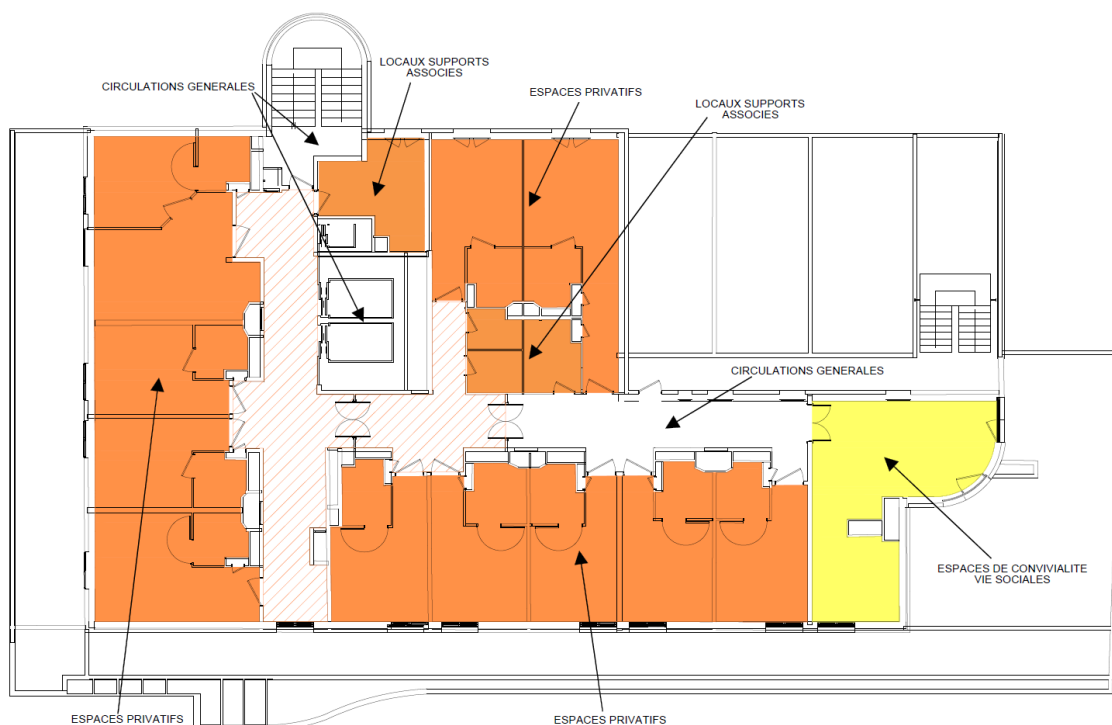 LOCAUX SUPPORTS
ASSOCIES
CIRCULATIONS GENERALES
ESPACES PRIVATIFS
LOCAUX SUPPORTS
ASSOCIES
CIRCULATIONS GENERALES
ESPACES DE CONVIVIALITE
VIE SOCIALES
ESPACES PRIVATIFS
ESPACES PRIVATIFS